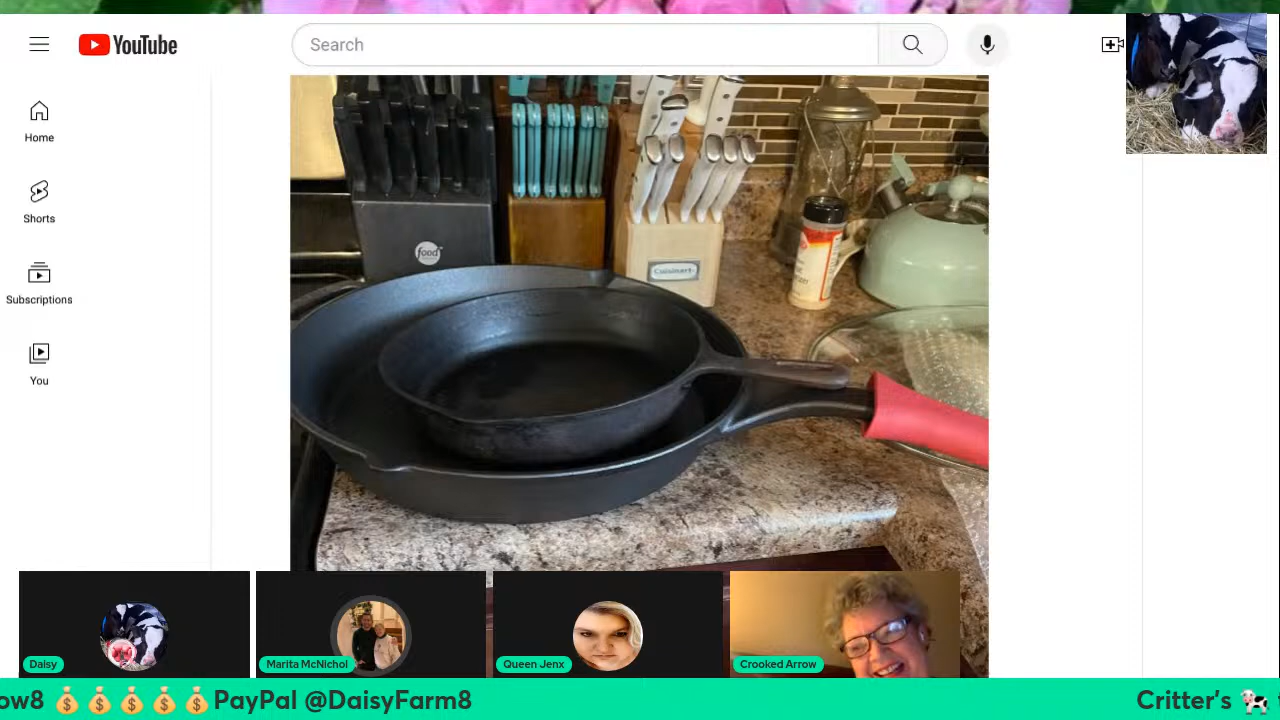 YouTube
Search
Home
Shorts
Subscriptions
You
food
Cuisinart
Daisy
Marita McNichol
Queen Jenx
Crooked Arrow
ow8 💰 💰 💰 💰 💰 PayPal @DaisyFarm8
Critter's 🐄